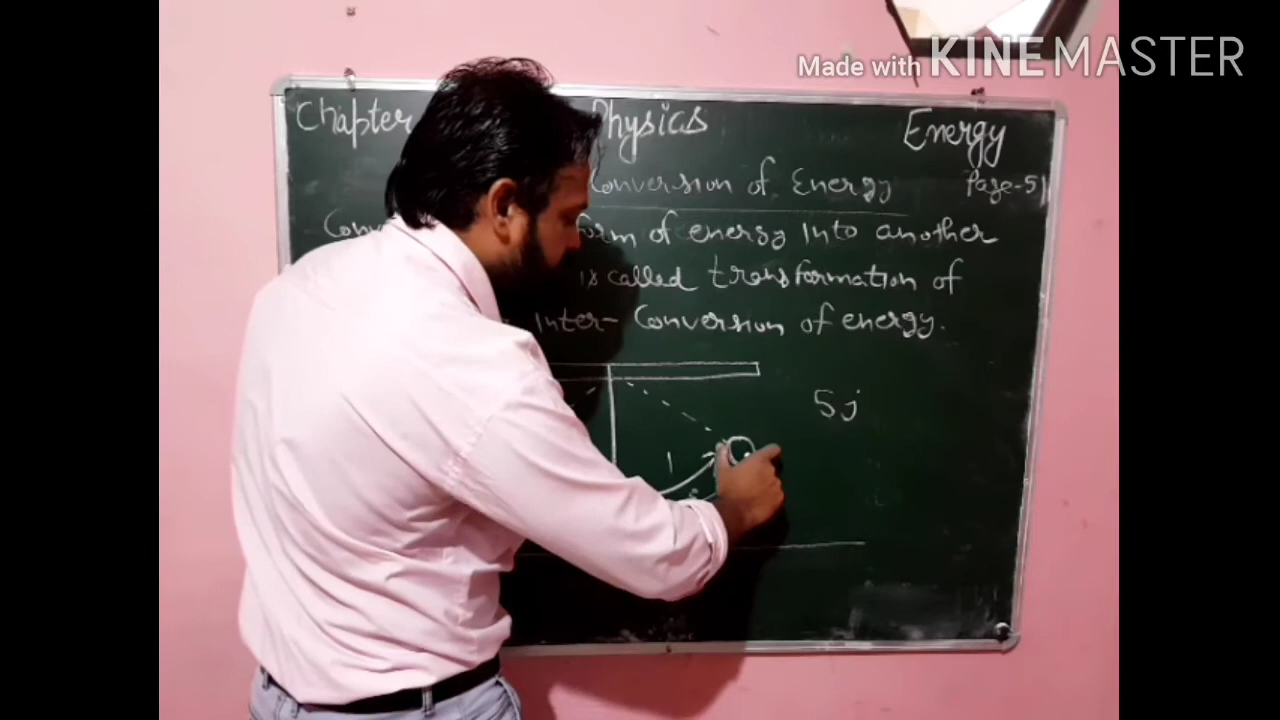 Made with KINEMASTER
Chapter Physics Energy
Conversion of Energy Page-51
form of energy Into another
is called transformation of
Inter- Conversion of energy.
5j
1